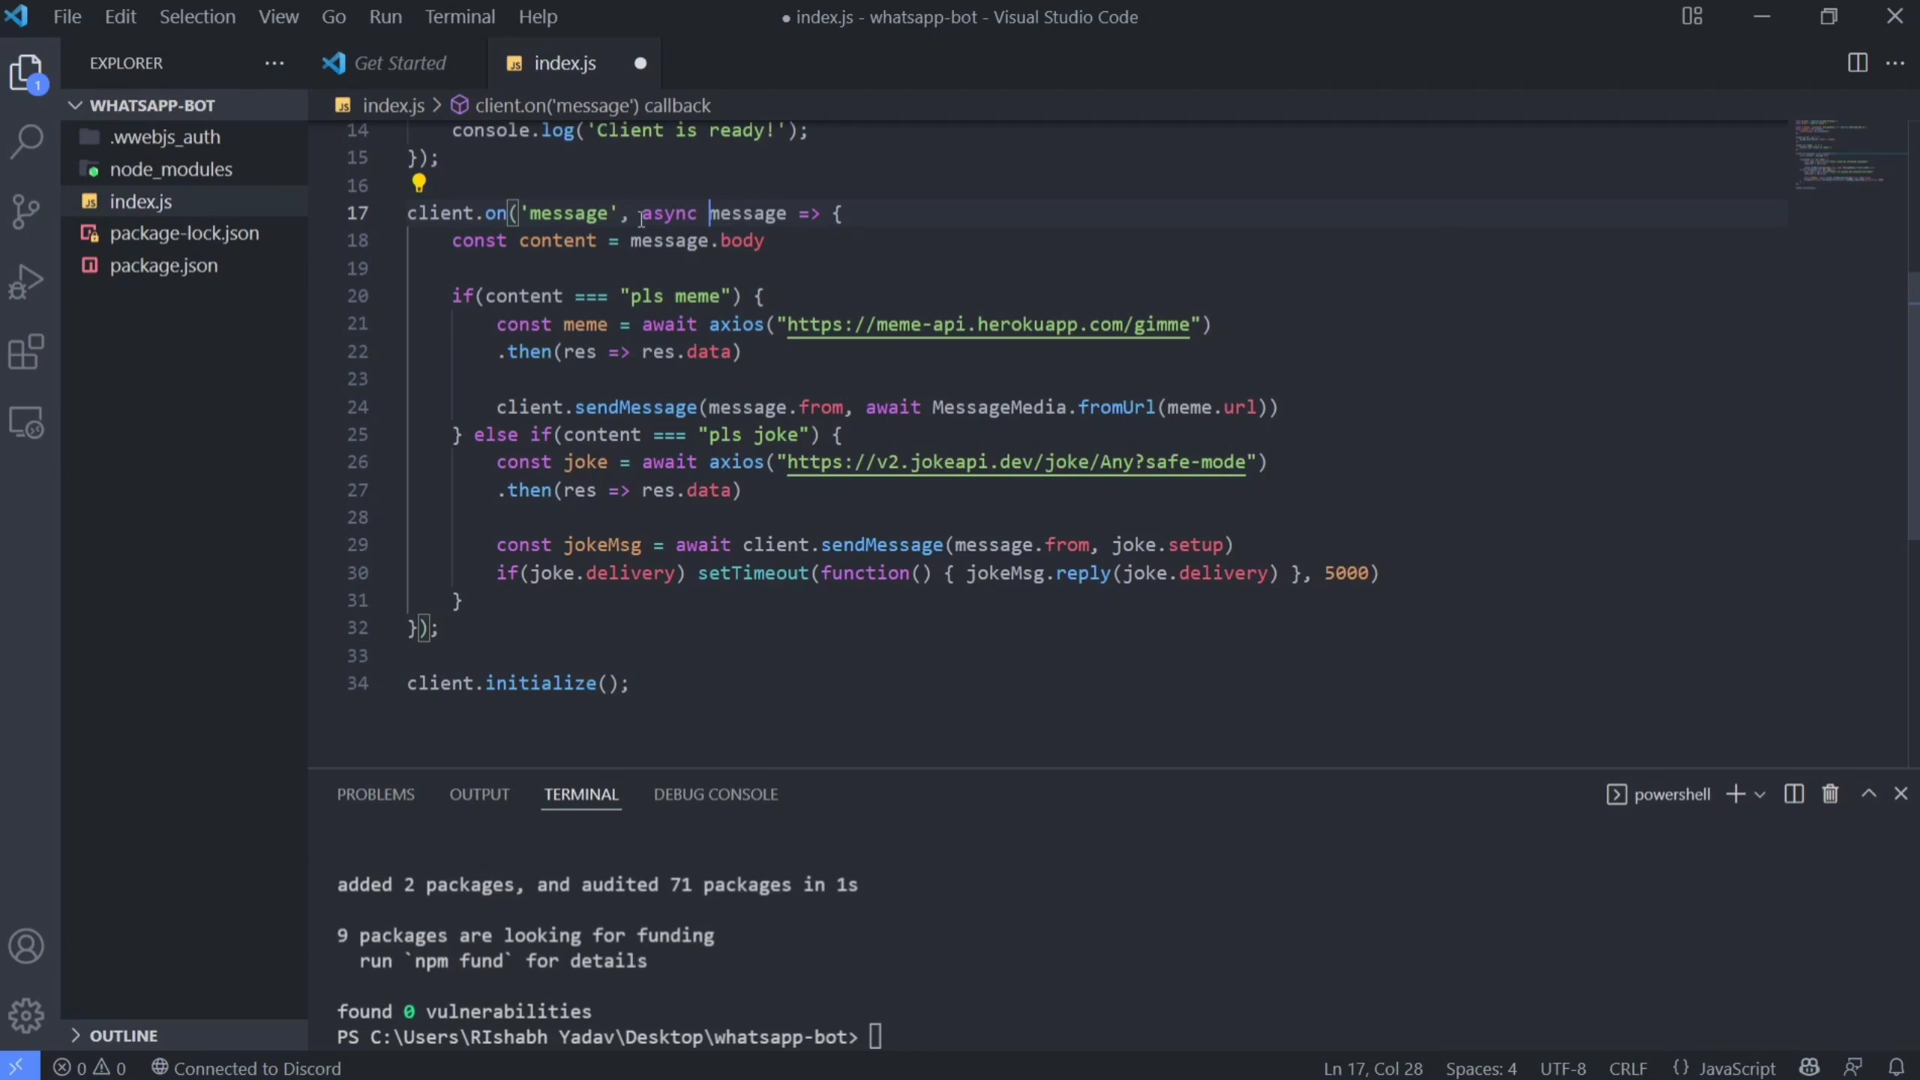 File Edit Selection View Go Run Terminal Help
● index.js - whatsapp-bot - Visual Studio Code
EXPLORER ...
Get Started
JS index.js
1
WHATSAPP-BOT
.wwebjs_auth
node_modules
JS index.js
package-lock.json
package.json
JS index.js > client.on('message') callback
14 console.log('Client is ready!');
15 });
16
17 client.on('message', async message => {
18 const content = message.body
19
20 if(content === "pls meme") {
21 const meme = await axios("https://meme-api.herokuapp.com/gimme")
22 .then(res => res.data)
23
24 client.sendMessage(message.from, await MessageMedia.fromUrl(meme.url))
25 } else if(content === "pls joke") {
26 const joke = await axios("https://v2.jokeapi.dev/joke/Any?safe-mode")
27 .then(res => res.data)
28
29 const jokeMsg = await client.sendMessage(message.from, joke.setup)
30 if(joke.delivery) setTimeout(function() { jokeMsg.reply(joke.delivery) }, 5000)
31 }
32 });
33
34 client.initialize();
PROBLEMS OUTPUT TERMINAL DEBUG CONSOLE
powershell
added 2 packages, and audited 71 packages in 1s
9 packages are looking for funding
run `npm fund` for details
found 0 vulnerabilities
PS C:\Users\RIshabh Yadav\Desktop\whatsapp-bot>
OUTLINE
0 0 Connected to Discord
Ln 17, Col 28 Spaces: 4 UTF-8 CRLF {} JavaScript